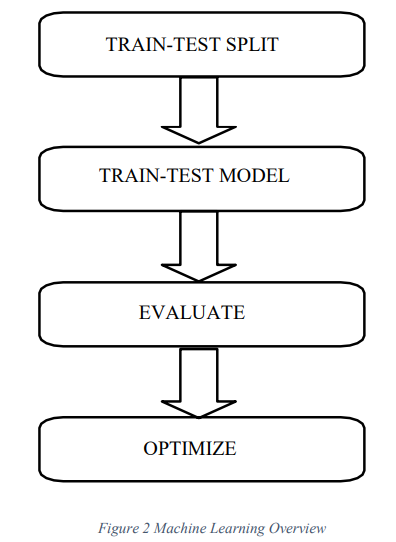 TRAIN-TEST SPLIT
TRAIN-TEST MODEL
EVALUATE
OPTIMIZE
Figure 2 Machine Learning Overview